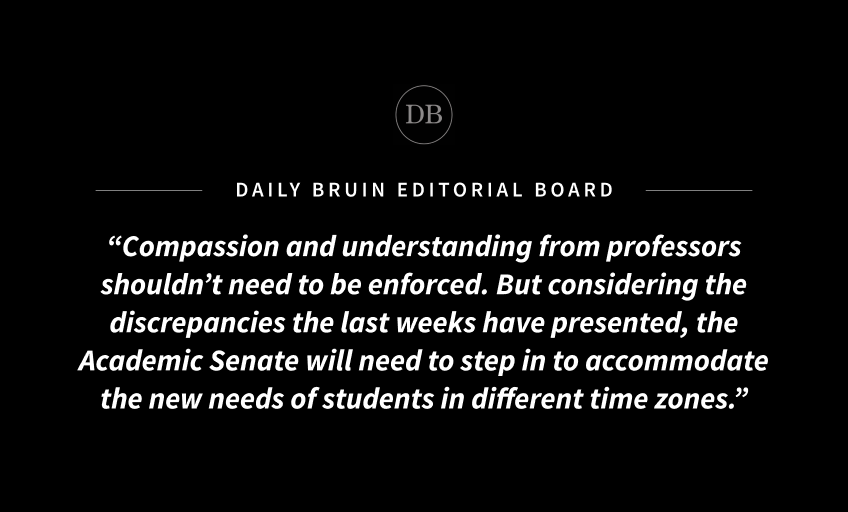 DB
DAILY BRUIN EDITORIAL BOARD
“Compassion and understanding from professors
shouldn’t need to be enforced. But considering the
discrepancies the last weeks have presented, the
Academic Senate will need to step in to accommodate
the new needs of students in different time zones.”